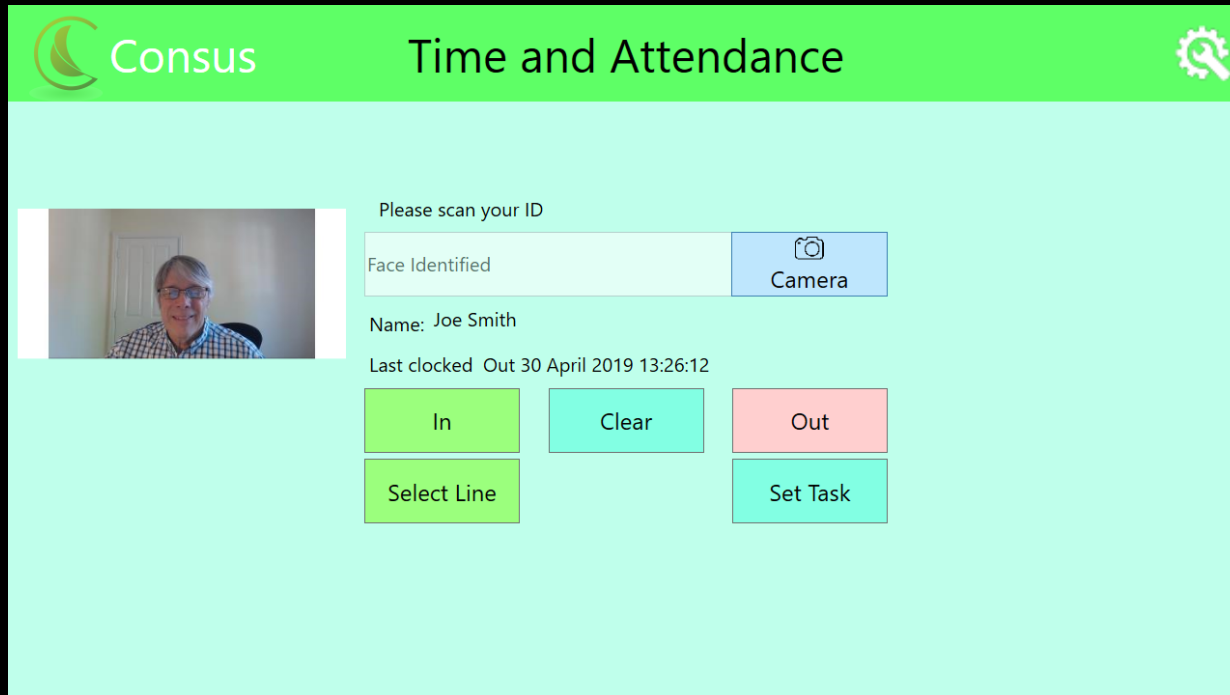 Consus
Time and Attendance
Please scan your ID
Face Identified
Camera
Name: Joe Smith
Last clocked Out 30 April 2019 13:26:12
In
Clear
Out
Select Line
Set Task